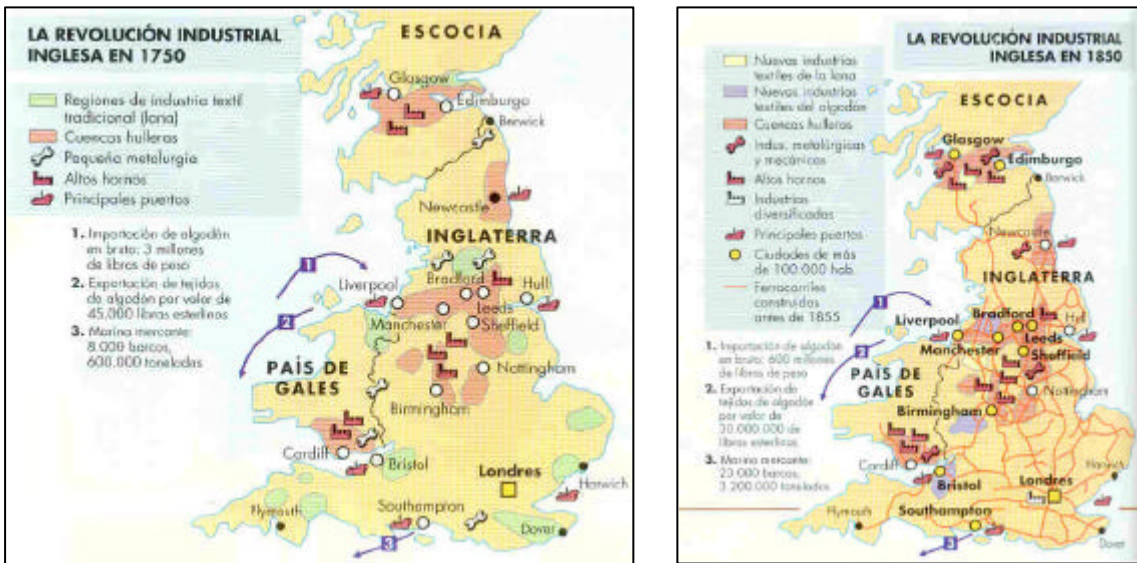 LA REVOLUCIÓN INDUSTRIAL
INGLESA EN 1750
Regiones de industria textil
tradicional (lana)
Cuencas hulleras
Pequeña metalurgia
Altos hornos
Principales puertos
1. Importación de algodón
en bruto: 3 millones
de libras de peso
2. Exportación de tejidos
de algodón por valor de
45.000 libras esterlinas
3. Marina mercante:
8.000 barcos,
600.000 toneladas
ESCOCIA
Glasgow
Edimburgo
Berwick
Newcastle
INGLATERRA
1
2
Liverpool
Bradford
Hull
Leeds
Manchester
Sheffield
PAÍS DE
GALES
Nottingham
Birmingham
Cardiff
Bristol
Londres
Harwich
Southampton
Plymouth
Dover
3
LA REVOLUCIÓN INDUSTRIAL
INGLESA EN 1850
Nuevas industrias
textiles de la lana
Nuevas industrias
textiles del algodón
Cuencas hulleras
Indus. metalúrgicas
y mecánicas
Altos hornos
Industrias
diversificadas
Principales puertos
Ciudades de más
de 100.000 hab.
Ferrocarriles
construidos
antes de 1855
1. Importación de algodón
en bruto: 600 millones
de libras de peso
2. Exportación de
tejidos de algodón
por valor de
30.000.000 de
libras esterlinas
3. Marina mercante:
23.000 barcos,
3.200.000 toneladas
ESCOCIA
Glasgow
Edimburgo
Berwick
Newcastle
INGLATERRA
1
2
Liverpool
Bradford
Hull
Leeds
Manchester
Sheffield
PAÍS DE
GALES
Nottingham
Birmingham
Cardiff
Bristol
Londres
Harwich
Southampton
Plymouth
Dover
3